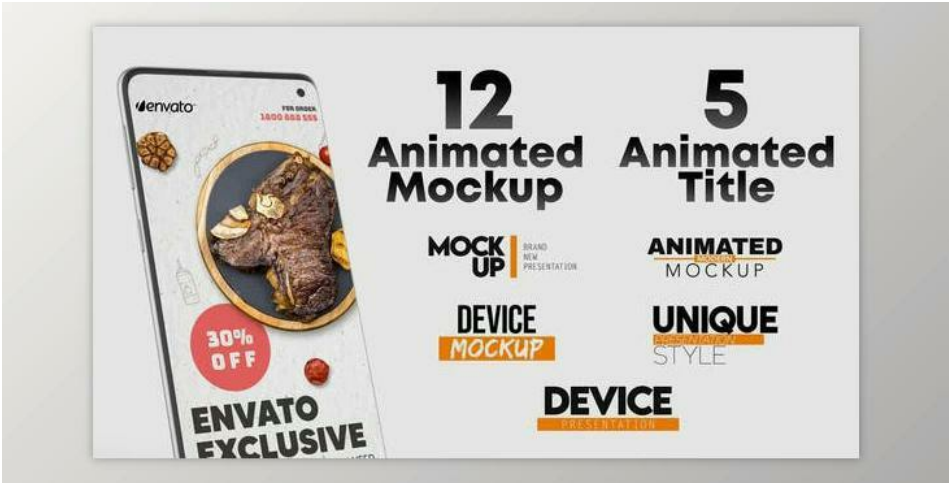 envato
FOR ORDER
1800 888 555
30%
OFF
ENVATO
EXCLUSIVE
12
Animated
Mockup
5
Animated
Title
MOCK
UP
BRAND
NEW
PRESENTATION
ANIMATED
MODERN
MOCKUP
DEVICE
MOCKUP
UNIQUE
PRESENTATION
STYLE
DEVICE
PRESENTATION